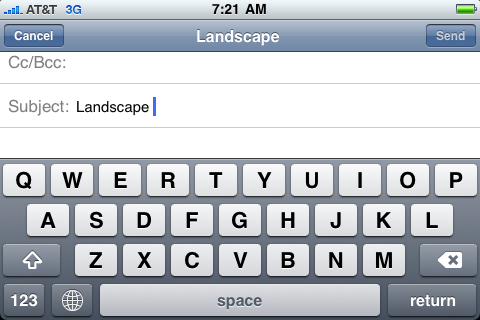 AT&T 3G 7:21 AM
Cancel Landscape Send
Cc/Bcc:
Subject: Landscape
Q W E R T Y U I O P
A S D F G H J K L
Z X C V B N M
123 space return